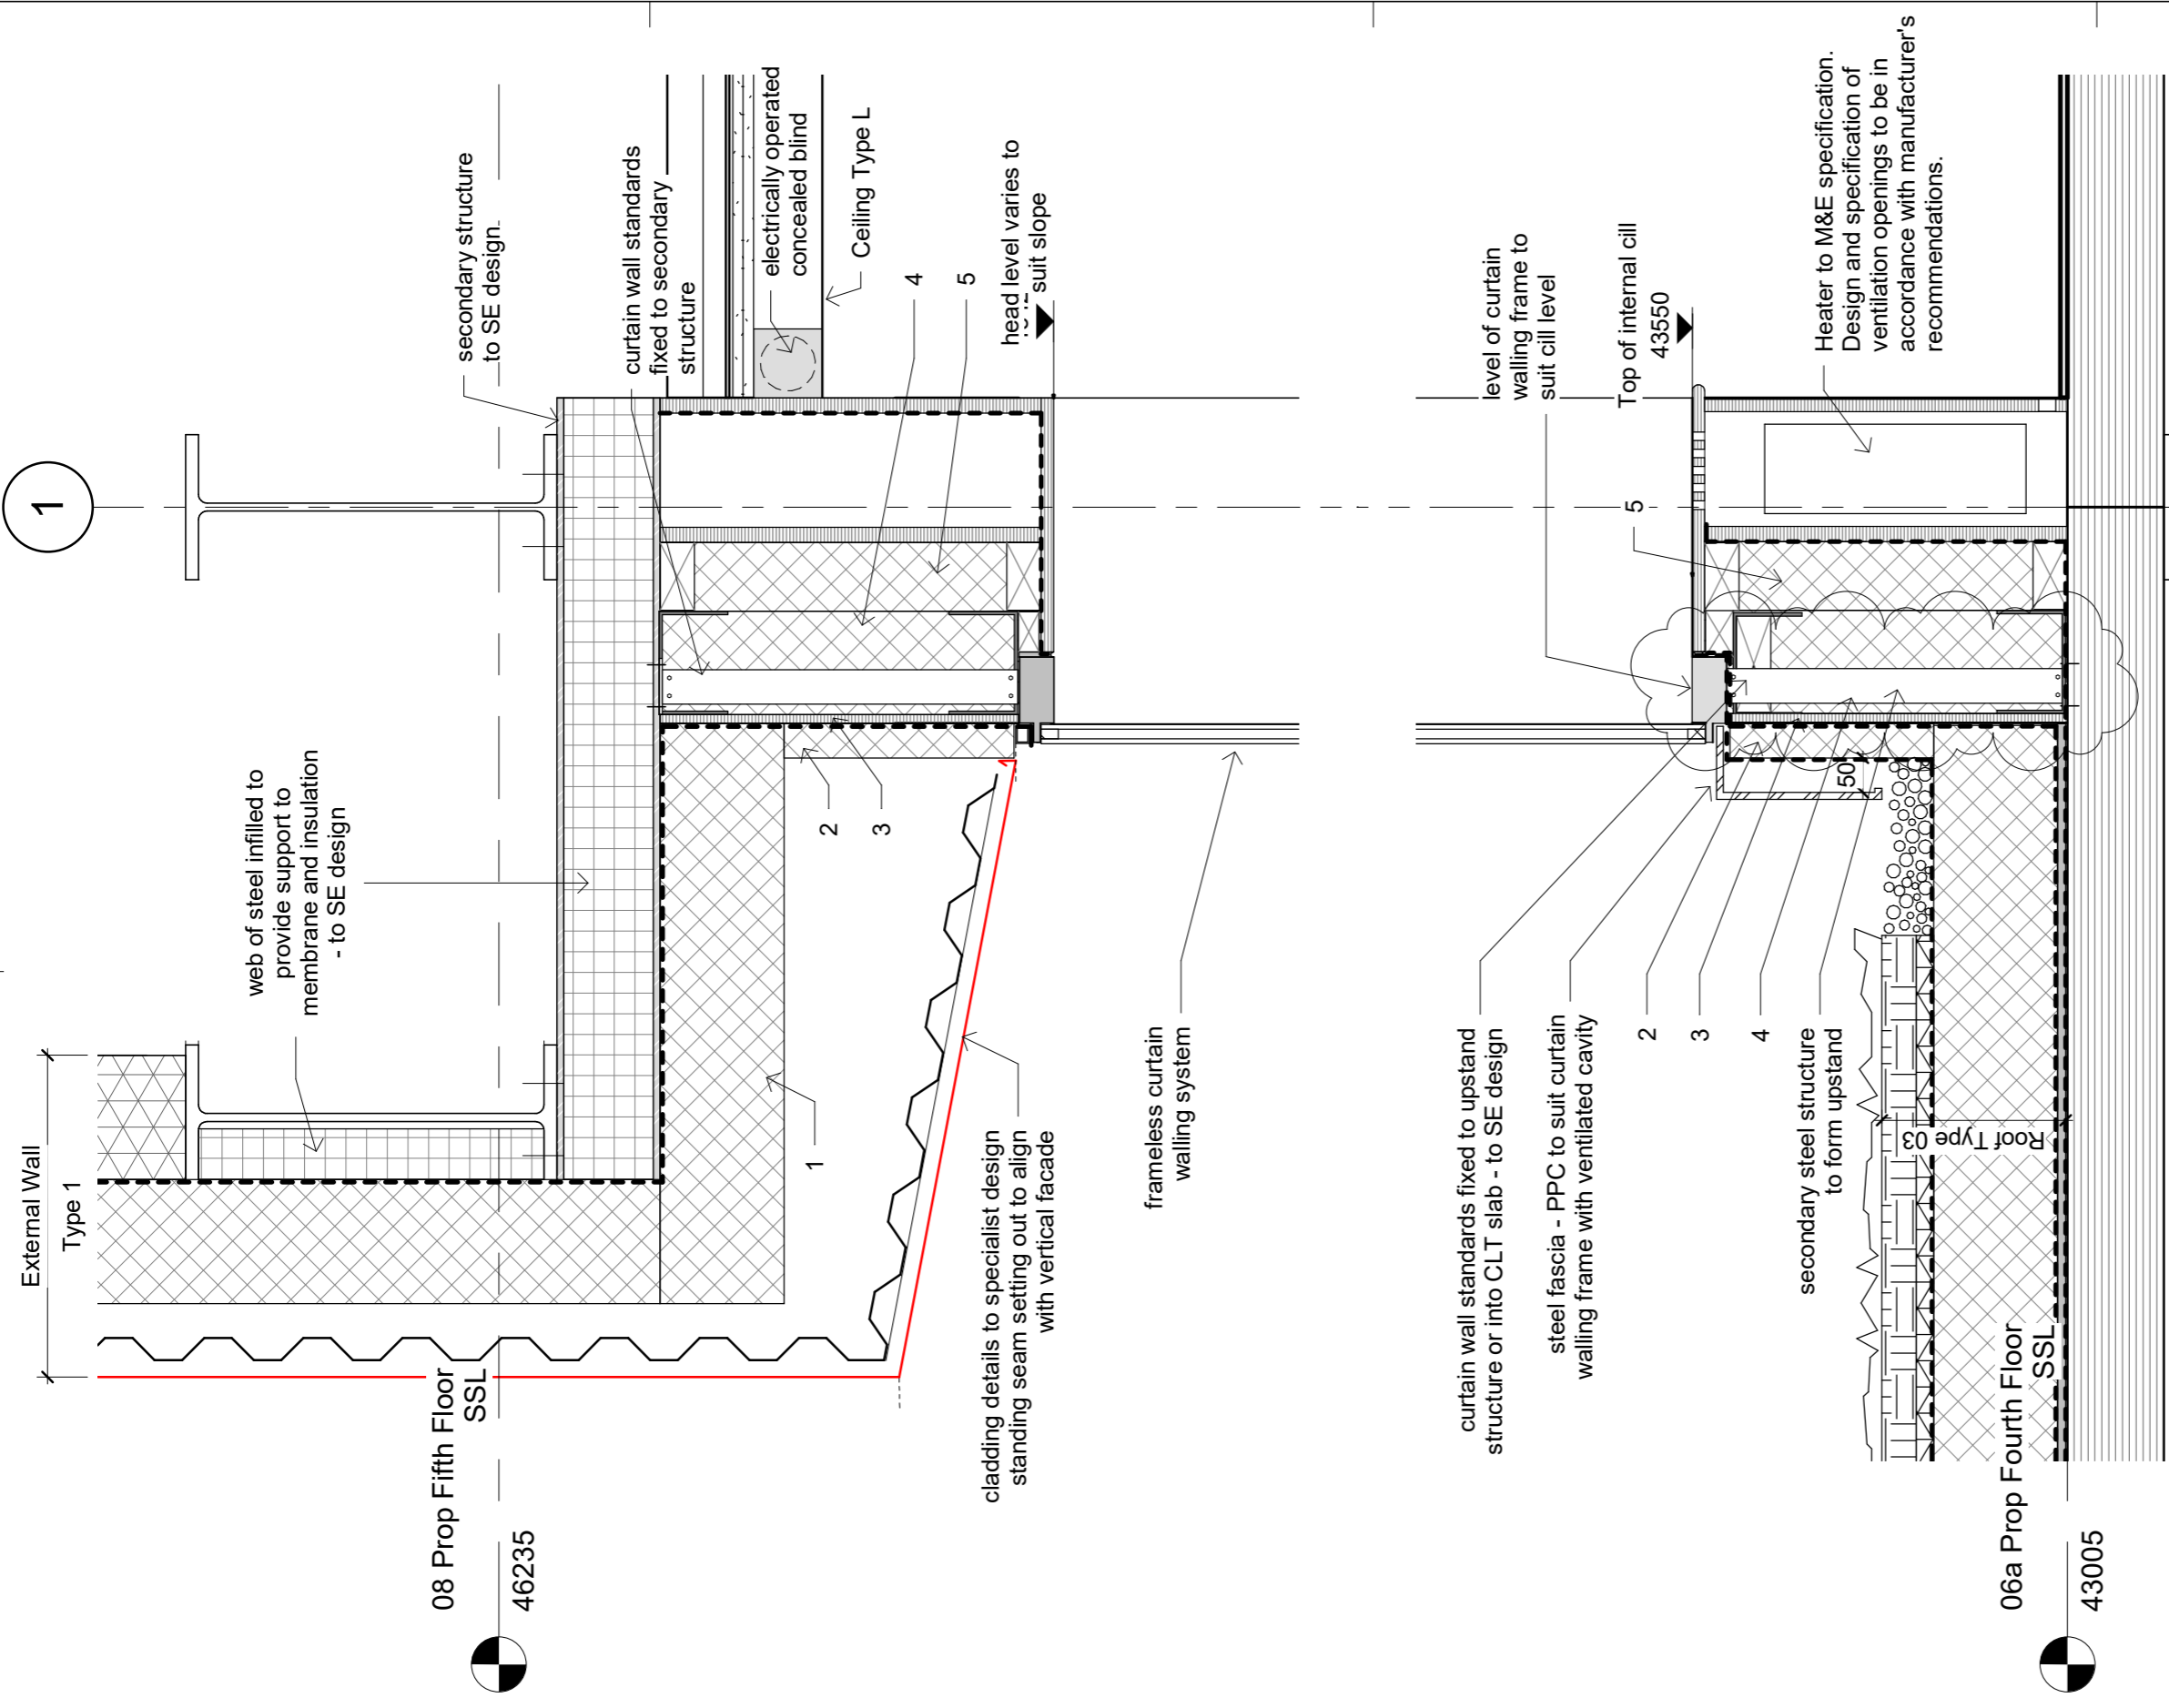 1
External Wall
Type 1
web of steel infilled to
provide support to
membrane and insulation
- to SE design
secondary structure
to SE design
curtain wall standards
fixed to secondary
structure
electrically operated
concealed blind
Ceiling Type L
4
5
head level varies to
suit slope
08 Prop Fifth Floor
SSL
46235
1
2
3
cladding details to specialist design
standing seam setting out to align
with vertical facade
frameless curtain
walling system
level of curtain
walling frame to
suit cill level
Top of internal cill
43550
5
Heater to M&E specification.
Design and specification of
ventilation openings to be in
accordance with manufacturer's
recommendations.
curtain wall standards fixed to upstand
structure or into CLT slab - to SE design
steel fascia - PPC to suit curtain
walling frame with ventilated cavity
2
3
4
secondary steel structure
to form upstand
50
Roof Type 03
06a Prop Fourth Floor
SSL
43005